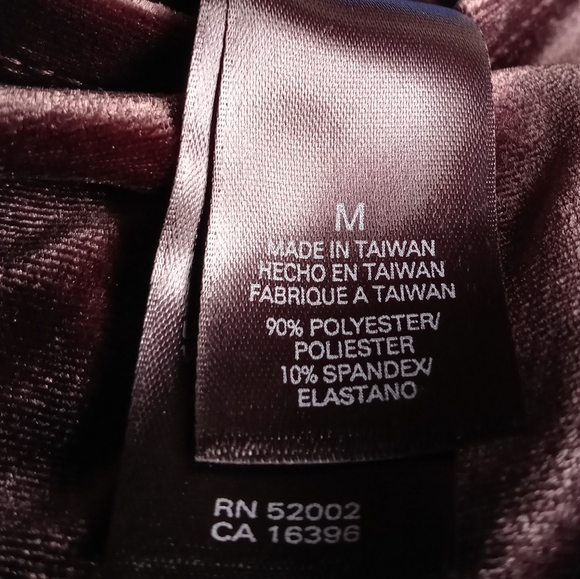 M
MADE IN TAIWAN
HECHO EN TAIWAN
FABRIQUE A TAIWAN
90% POLYESTER/
POLIESTER
10% SPANDEX/
ELASTANO
RN 52002
CA 16396